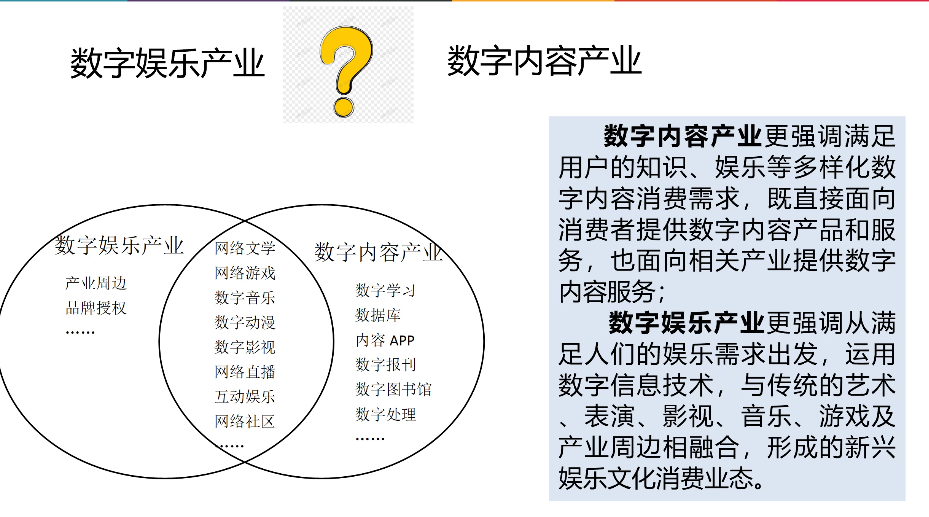 数字娱乐产业
数字内容产业
数字娱乐产业
产业周边
品牌授权
……
网络文学
网络游戏
数字音乐
数字动漫
数字影视
网络直播
互动娱乐
网络社区
……
数字内容产业
数字学习
数据库
内容 APP
数字报刊
数字图书馆
数字处理
……
数字内容产业更强调满足
用户的知识、娱乐等多样化数
字内容消费需求，既直接面向
消费者提供数字内容产品和服
务，也面向相关产业提供数字
内容服务；
数字娱乐产业更强调从满
足人们的娱乐需求出发，运用
数字信息技术，与传统的艺术
、表演、影视、音乐、游戏及
产业周边相融合，形成的新兴
娱乐文化消费业态。